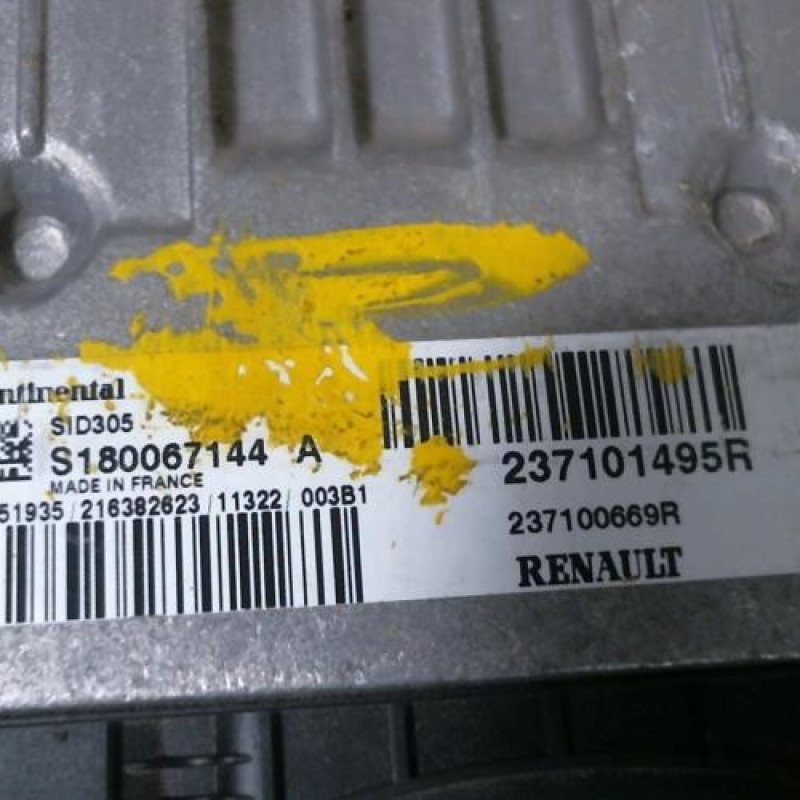 ntinental
SID305
S180067144 A
MADE IN FRANCE
51935/216382623/11322/003B1
237101495R
237100669R
RENAULT